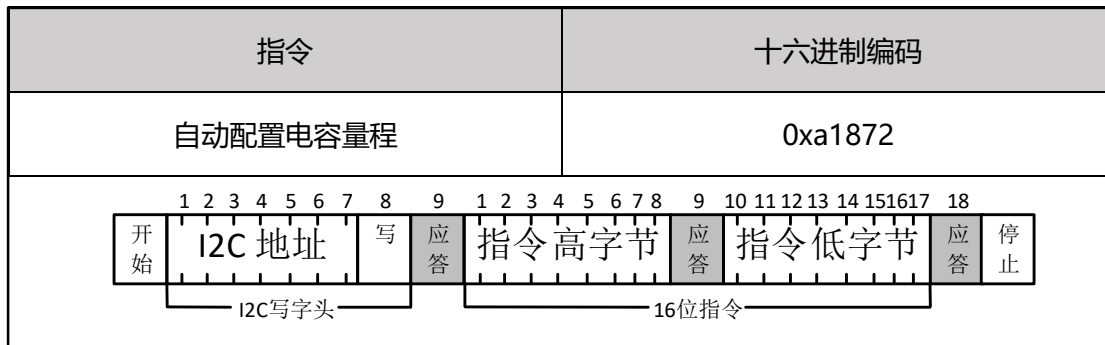 指令 十六进制编码
自动配置电容量程 0xa1872
1 2 3 4 5 6 7 8 9 1 2 3 4 5 6 7 8 9 10 11 12 13 14 15 16 17 18
开始 I2C 地址 写 应答 指令高字节 应答 指令低字节 应答 停止
I2C写字头 16位指令